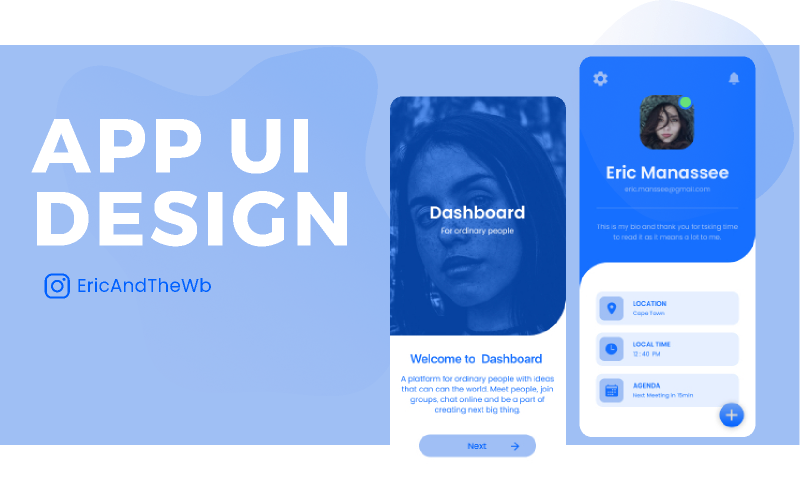 APP UI
DESIGN
EricAndTheWb
Dashboard
For ordinary people
Welcome to Dashboard
A platform for ordinary people with ideas
that can can the world. Meet people, join
groups, chat online and be a part of
creating next big thing.
Next
Eric Manassee
eric.manasee@gmail.com
This is my bio and thank you for taking time
to read it as it means a lot to me.
LOCATION
Cape Town
LOCAL TIME
12:40 PM
AGENDA
Next Meeting in 15min